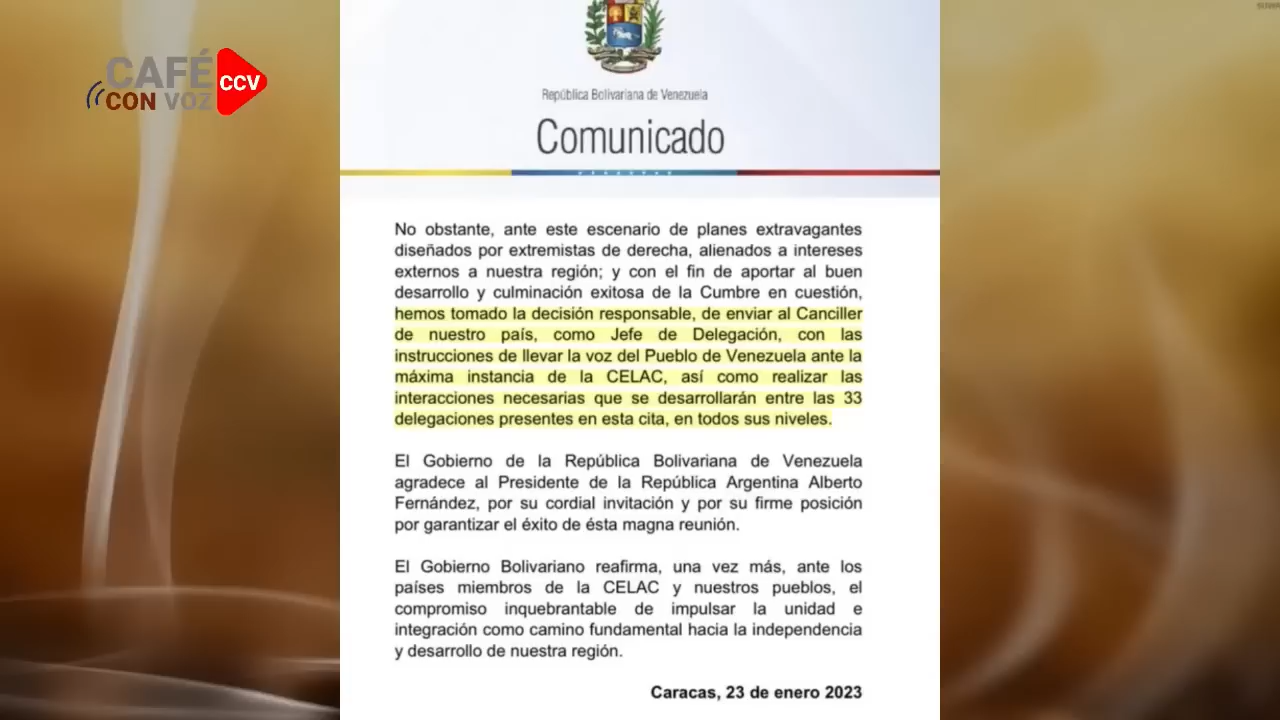 CAFÉ
CON VOZ
CCV
República Bolivariana de Venezuela
Comunicado
No obstante, ante este escenario de planes extravagantes
diseñados por extremistas de derecha, alienados a intereses
externos a nuestra región; y con el fin de aportar al buen
desarrollo y culminación exitosa de la Cumbre en cuestión,
hemos tomado la decisión responsable, de enviar al Canciller
de nuestro país, como Jefe de Delegación, con las
instrucciones de llevar la voz del Pueblo de Venezuela ante la
máxima instancia de la CELAC, así como realizar las
interacciones necesarias que se desarrollarán entre las 33
delegaciones presentes en esta cita, en todos sus niveles.
El Gobierno de la República Bolivariana de Venezuela
agradece al Presidente de la República Argentina Alberto
Fernández, por su cordial invitación y por su firme posición
por garantizar el éxito de ésta magna reunión.
El Gobierno Bolivariano reafirma, una vez más, ante los
países miembros de la CELAC y nuestros pueblos, el
compromiso inquebrantable de impulsar la unidad e
integración como camino fundamental hacia la independencia
y desarrollo de nuestra región.
Caracas, 23 de enero 2023